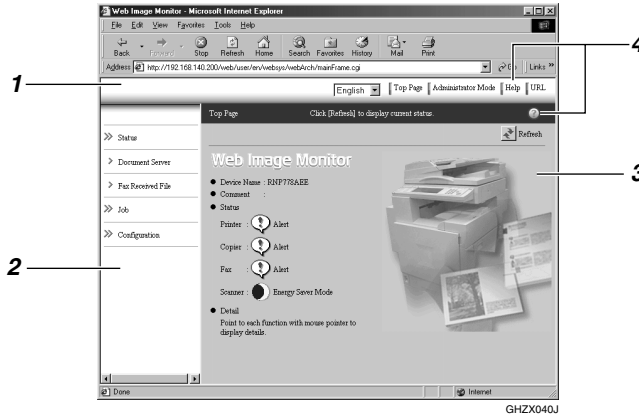 Web Image Monitor - Microsoft Internet Explorer
File Edit View Favorites Tools Help
Back Forward Stop Refresh Home Search Favorites History Mail Print
Address http://192.168.140.200/web/user/en/websys/webArch/mainFrame.cgi Go Links »
English Top Page Administrator Mode Help URL
Top Page Click [Refresh] to display current status. ?
Refresh
>> Status
> Document Server
> Fax Received File
>> Job
>> Configuration
Web Image Monitor
● Device Name : RNP778AEE
● Comment :
● Status
Printer : Alert
Copier : Alert
Fax : Alert
Scanner : Energy Saver Mode
● Detail
Point to each function with mouse pointer to
display details.
Done Internet
1
2
3
4
GHZX040J